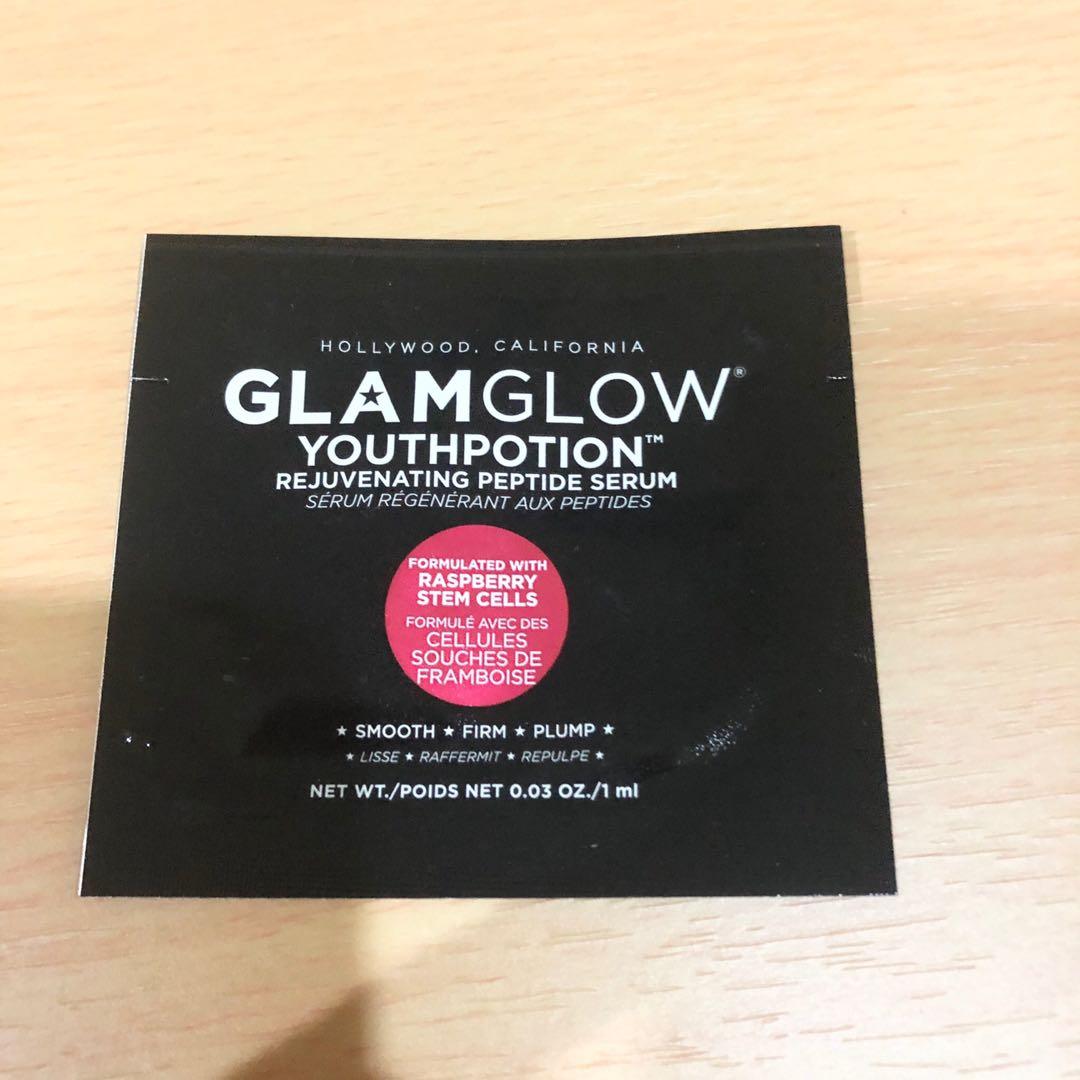 HOLLYWOOD, CALIFORNIA
GLAMGLOW®
YOUTHPOTION™
REJUVENATING PEPTIDE SERUM
SÉRUM RÉGÉNÉRANT AUX PEPTIDES
FORMULATED WITH
RASPBERRY
STEM CELLS
FORMULÉ AVEC DES
CELLULES
SOUCHES DE
FRAMBOISE
★ SMOOTH ★ FIRM ★ PLUMP ★
★ LISSE ★ RAFFERMIT ★ REPULPE ★
NET WT./POIDS NET 0.03 OZ./1 ml